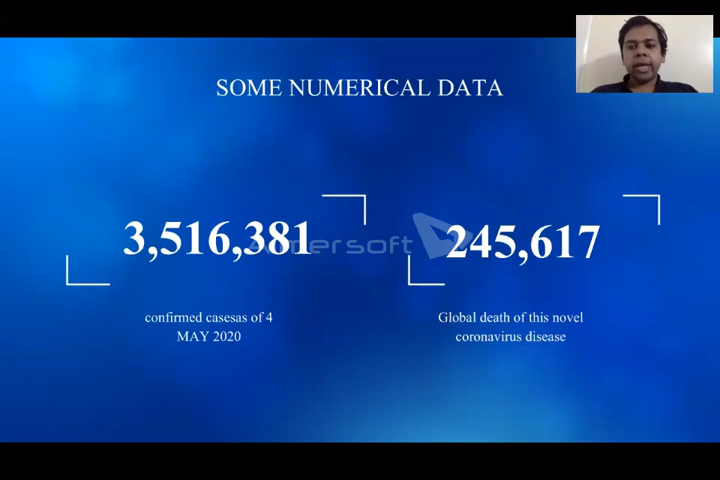 SOME NUMERICAL DATA
3,516,381
245,617
confirmed casesas of 4
MAY 2020
Global death of this novel
coronavirus disease